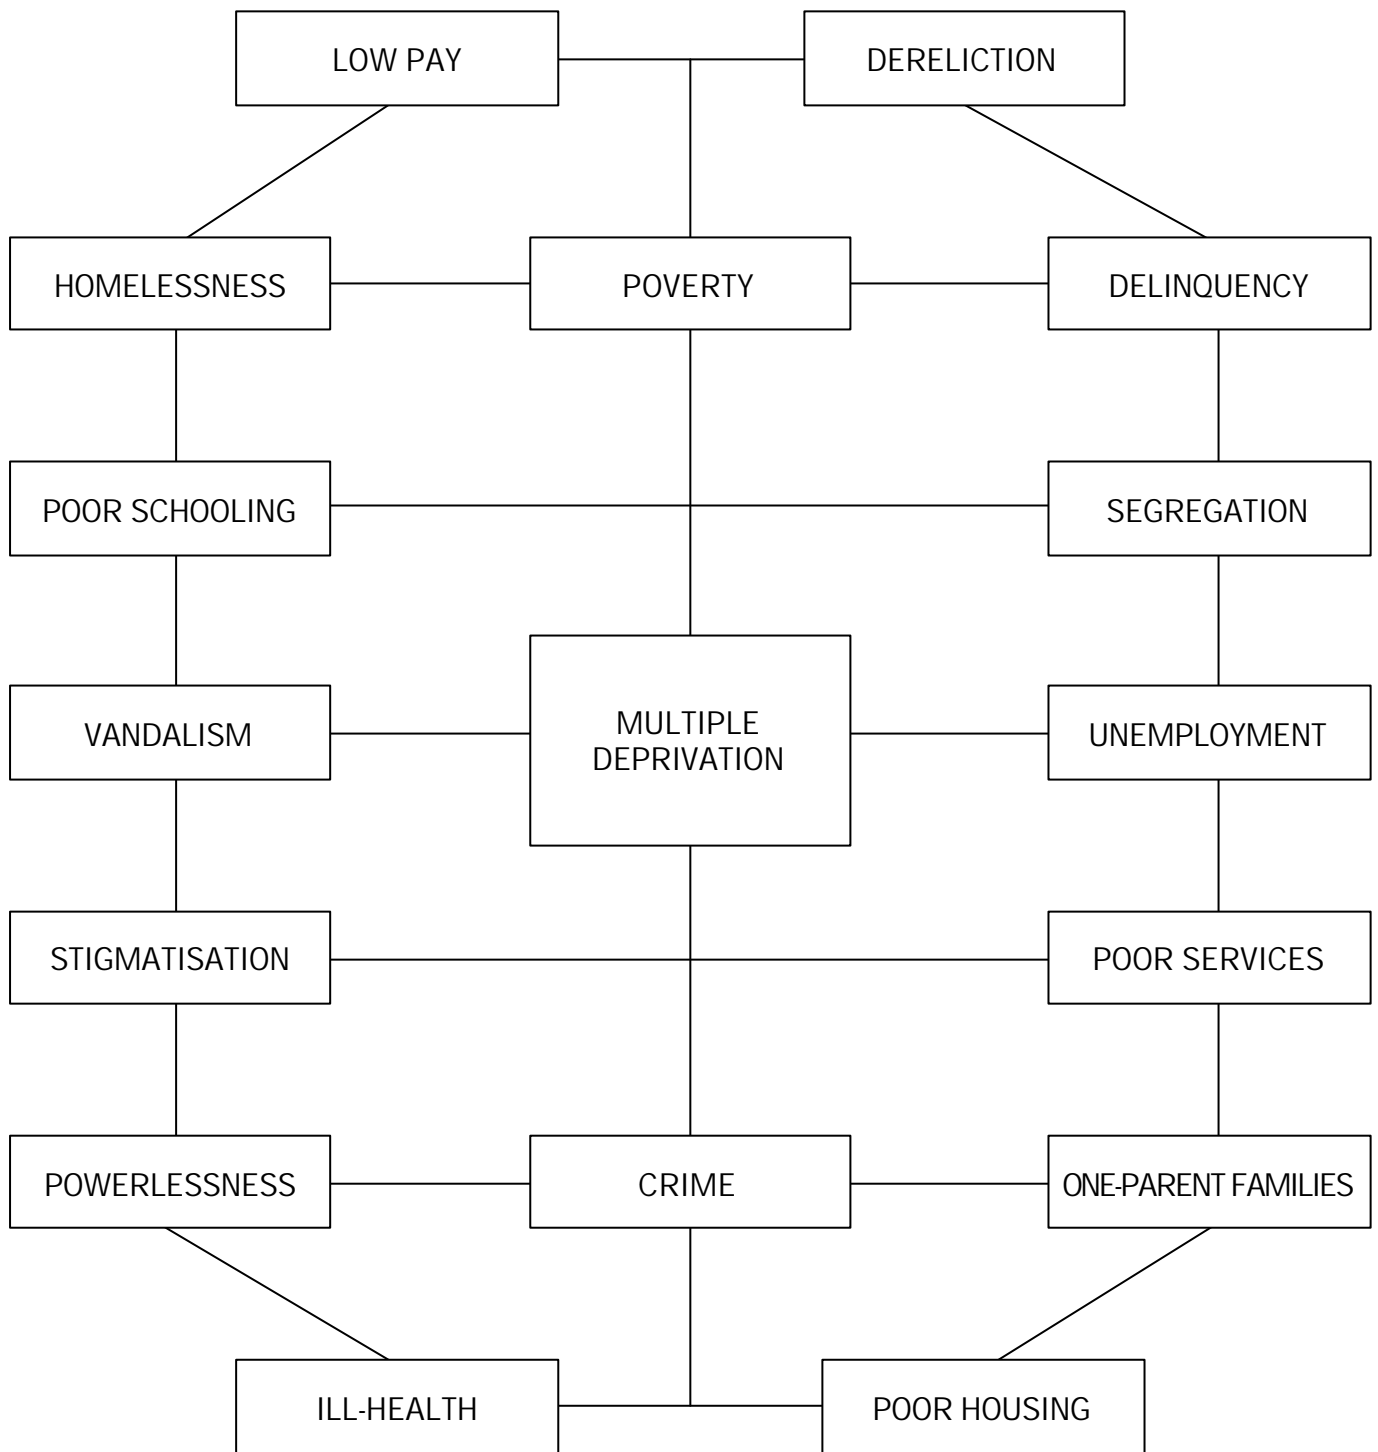 LOW PAY
DERELICTION
HOMELESSNESS
POVERTY
DELINQUENCY
POOR SCHOOLING
SEGREGATION
VANDALISM
MULTIPLE
DEPRIVATION
UNEMPLOYMENT
STIGMATISATION
POOR SERVICES
POWERLESSNESS
CRIME
ONE-PARENT FAMILIES
ILL-HEALTH
POOR HOUSING